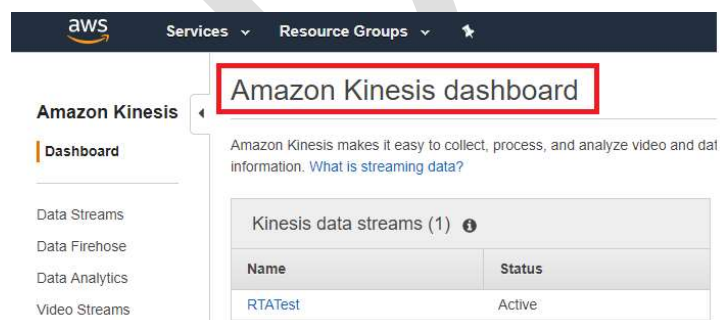 aws Services Resource Groups
Amazon Kinesis dashboard
Amazon Kinesis
Dashboard
Amazon Kinesis makes it easy to collect, process, and analyze video and dat
information. What is streaming data?
Data Streams
Data Firehose
Data Analytics
Video Streams
Kinesis data streams (1)
Name Status
RTATest Active